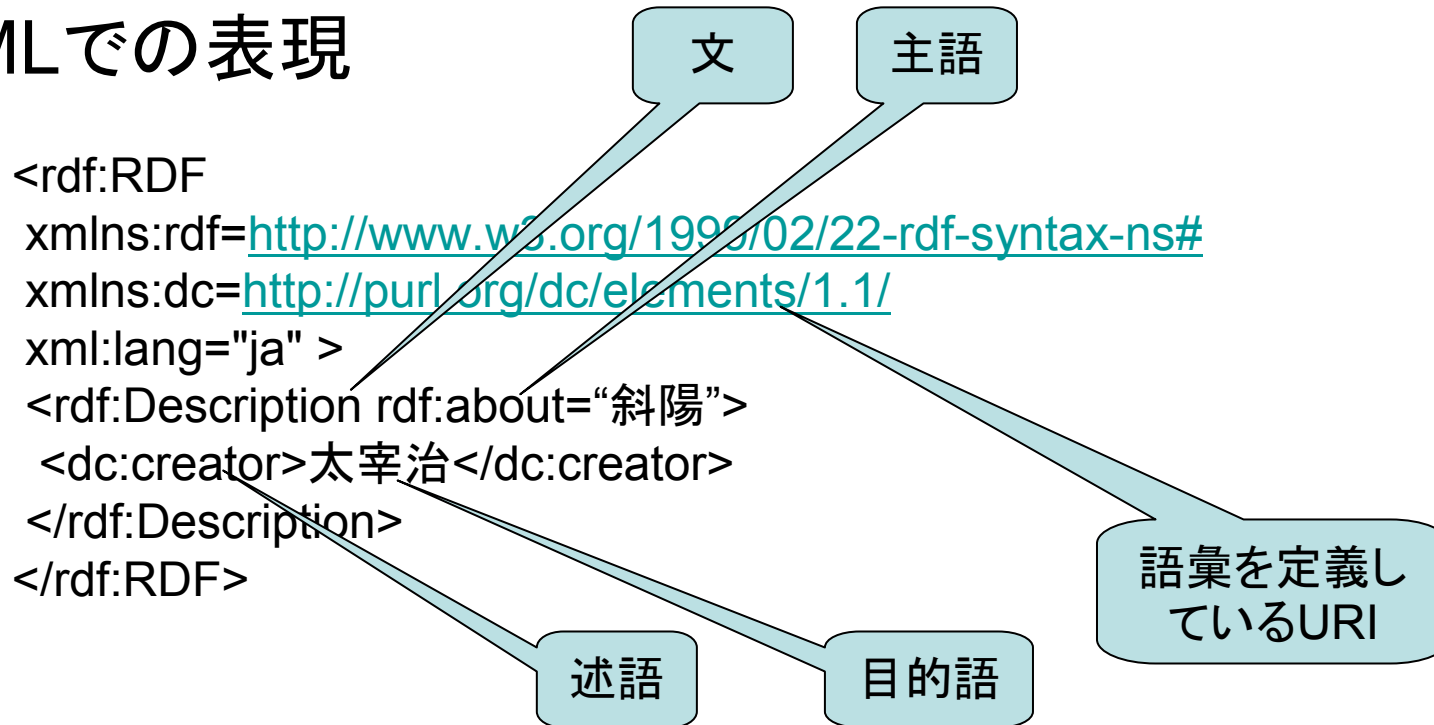 MLでの表現
文
主語
<rdf:RDF
xmlns:rdf=http://www.w3.org/1999/02/22-rdf-syntax-ns#
xmlns:dc=http://purl.org/dc/elements/1.1/
xml:lang="ja" >
<rdf:Description rdf:about=“斜陽”>
<dc:creator>太宰治</dc:creator>
</rdf:Description>
</rdf:RDF>
語彙を定義し
ているURI
述語
目的語